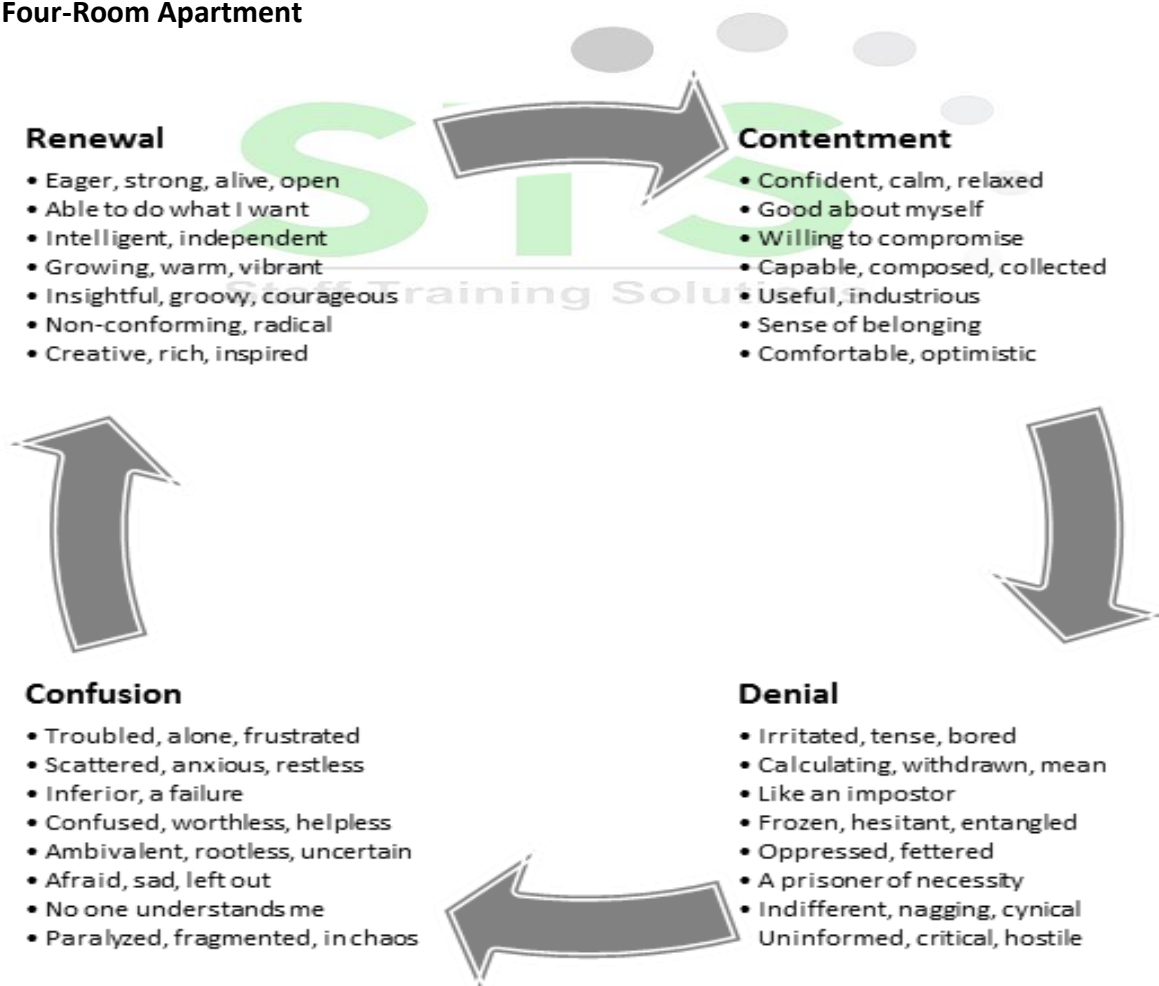 Four-Room Apartment
STS
Staff Training Solutions
Renewal
• Eager, strong, alive, open
• Able to do what I want
• Intelligent, independent
• Growing, warm, vibrant
• Insightful, groovy, courageous
• Non-conforming, radical
• Creative, rich, inspired
Contentment
• Confident, calm, relaxed
• Good about myself
• Willing to compromise
• Capable, composed, collected
• Useful, industrious
• Sense of belonging
• Comfortable, optimistic
Confusion
• Troubled, alone, frustrated
• Scattered, anxious, restless
• Inferior, a failure
• Confused, worthless, helpless
• Ambivalent, rootless, uncertain
• Afraid, sad, left out
• No one understands me
• Paralyzed, fragmented, in chaos
Denial
• Irritated, tense, bored
• Calculating, withdrawn, mean
• Like an impostor
• Frozen, hesitant, entangled
• Oppressed, fettered
• A prisoner of necessity
• Indifferent, nagging, cynical
Uninformed, critical, hostile